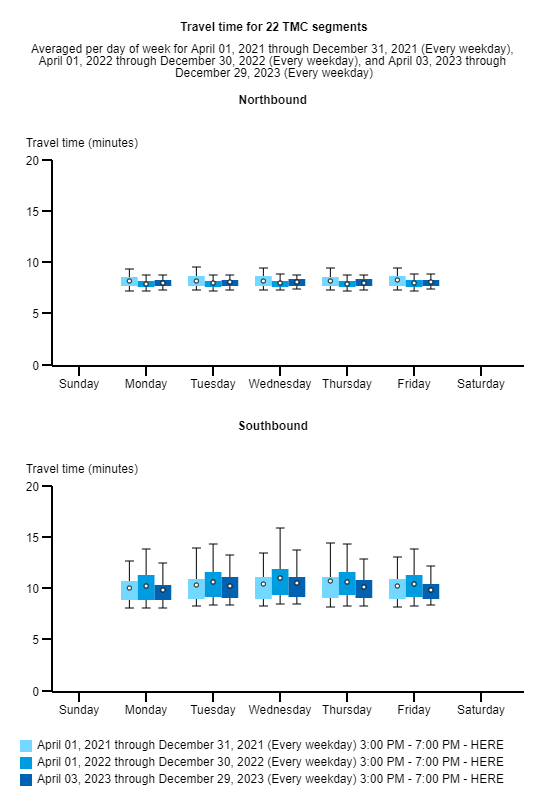 Travel time for 22 TMC segments
Averaged per day of week for April 01, 2021 through December 31, 2021 (Every weekday),
April 01, 2022 through December 30, 2022 (Every weekday), and April 03, 2023 through
December 29, 2023 (Every weekday)
Northbound
Travel time (minutes)
20
15
10
5
0
Sunday Monday Tuesday Wednesday Thursday Friday Saturday
Southbound
Travel time (minutes)
20
15
10
5
0
Sunday Monday Tuesday Wednesday Thursday Friday Saturday
April 01, 2021 through December 31, 2021 (Every weekday) 3:00 PM - 7:00 PM - HERE
April 01, 2022 through December 30, 2022 (Every weekday) 3:00 PM - 7:00 PM - HERE
April 03, 2023 through December 29, 2023 (Every weekday) 3:00 PM - 7:00 PM - HERE